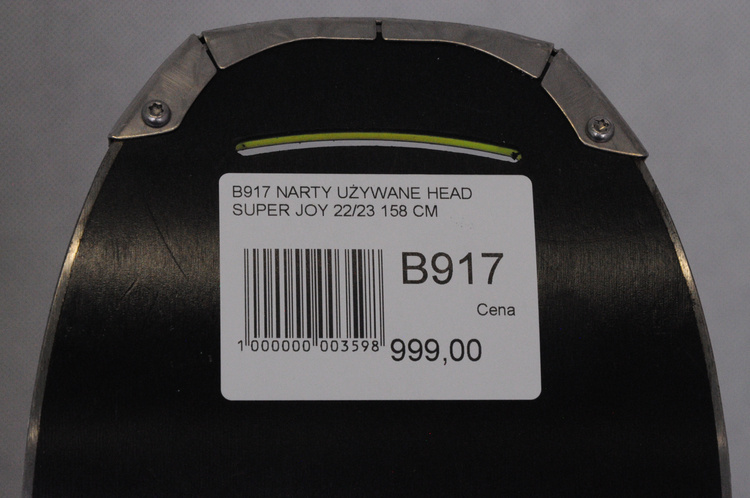 B917 NARTY UŻYWANE HEAD
SUPER JOY 22/23 158 CM
B917
Cena
1 000000 003598
999,00